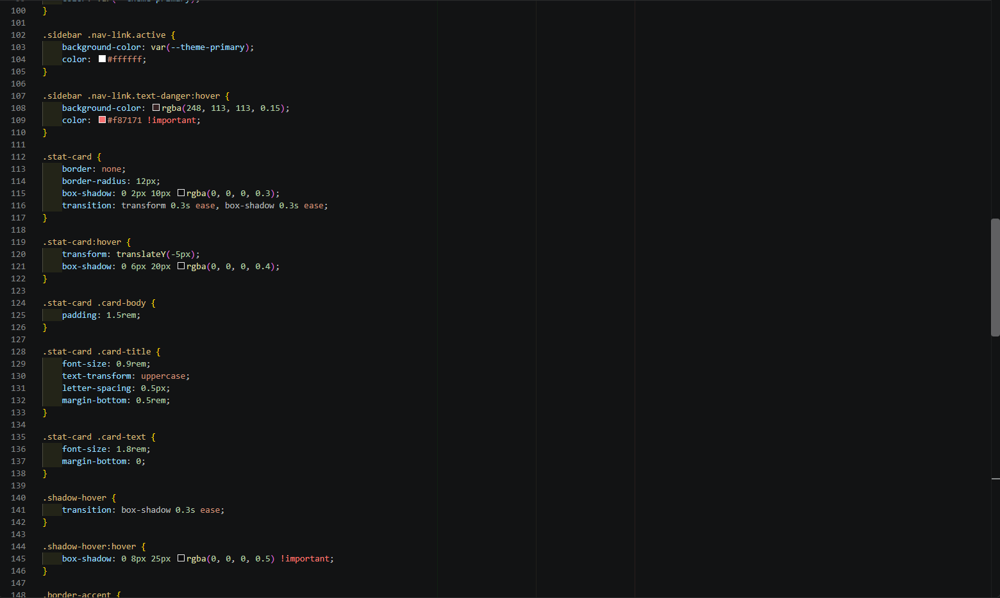 100 }
101
102 .sidebar .nav-link.active {
103     background-color: var(--theme-primary);
104     color: #ffffff;
105 }
106
107 .sidebar .nav-link.text-danger:hover {
108     background-color: rgba(248, 113, 113, 0.15);
109     color: #f87171 !important;
110 }
111
112 .stat-card {
113     border: none;
114     border-radius: 12px;
115     box-shadow: 0 2px 10px rgba(0, 0, 0, 0.3);
116     transition: transform 0.3s ease, box-shadow 0.3s ease;
117 }
118
119 .stat-card:hover {
120     transform: translateY(-5px);
121     box-shadow: 0 6px 20px rgba(0, 0, 0, 0.4);
122 }
123
124 .stat-card .card-body {
125     padding: 1.5rem;
126 }
127
128 .stat-card .card-title {
129     font-size: 0.9rem;
130     text-transform: uppercase;
131     letter-spacing: 0.5px;
132     margin-bottom: 0.5rem;
133 }
134
135 .stat-card .card-text {
136     font-size: 1.8rem;
137     margin-bottom: 0;
138 }
139
140 .shadow-hover {
141     transition: box-shadow 0.3s ease;
142 }
143
144 .shadow-hover:hover {
145     box-shadow: 0 8px 25px rgba(0, 0, 0, 0.5) !important;
146 }
147
148 .border-accent {